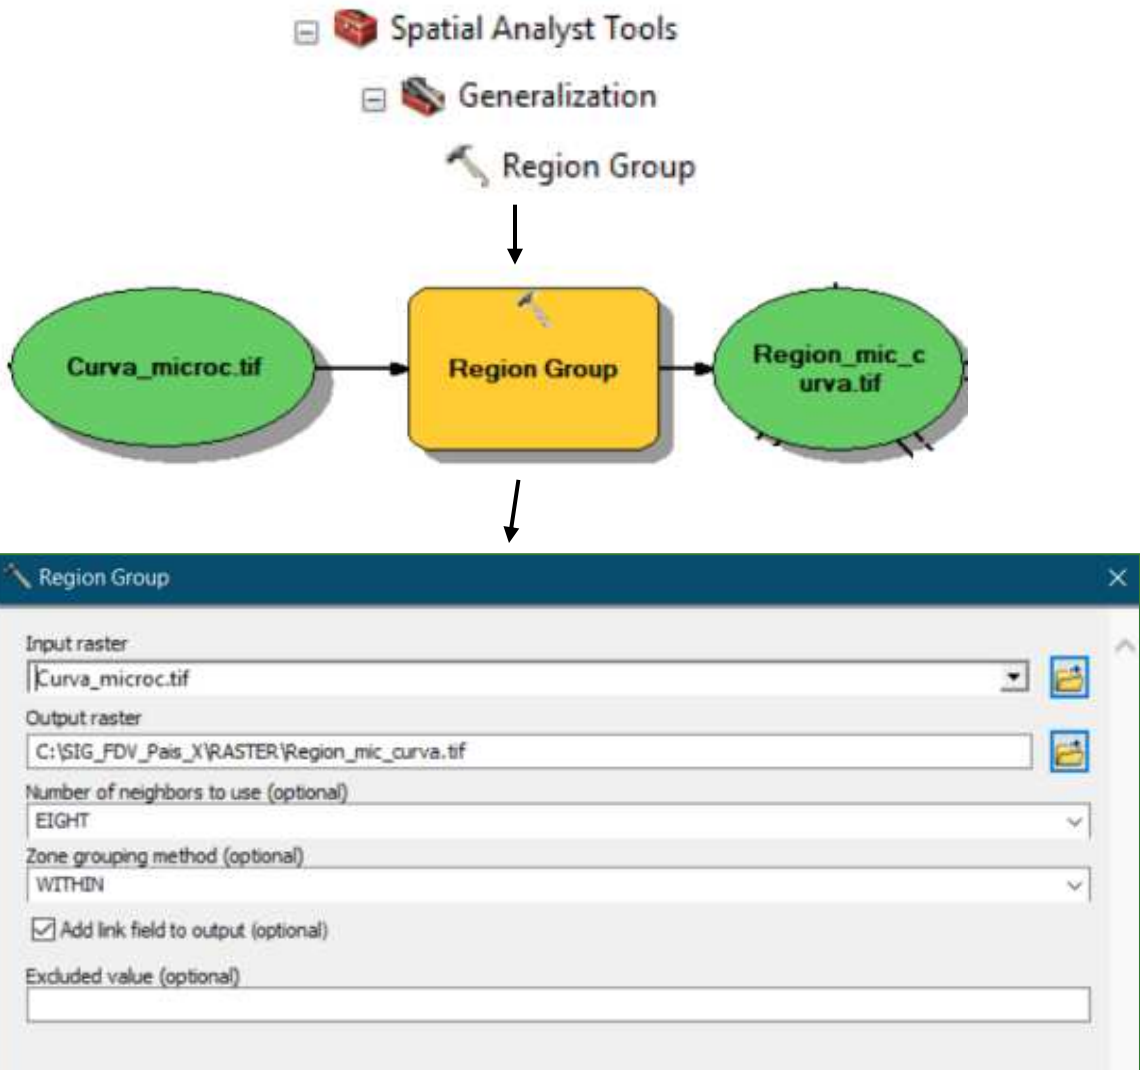 Spatial Analyst Tools
Generalization
Region Group
Curva_microc.tif
Region Group
Region_mic_c
urva.tif
Region Group
Input raster
Curva_microc.tif
Output raster
C:\SIG_FDV_Pais_X\RASTER\Region_mic_curva.tif
Number of neighbors to use (optional)
EIGHT
Zone grouping method (optional)
WITHIN
Add link field to output (optional)
Excluded value (optional)